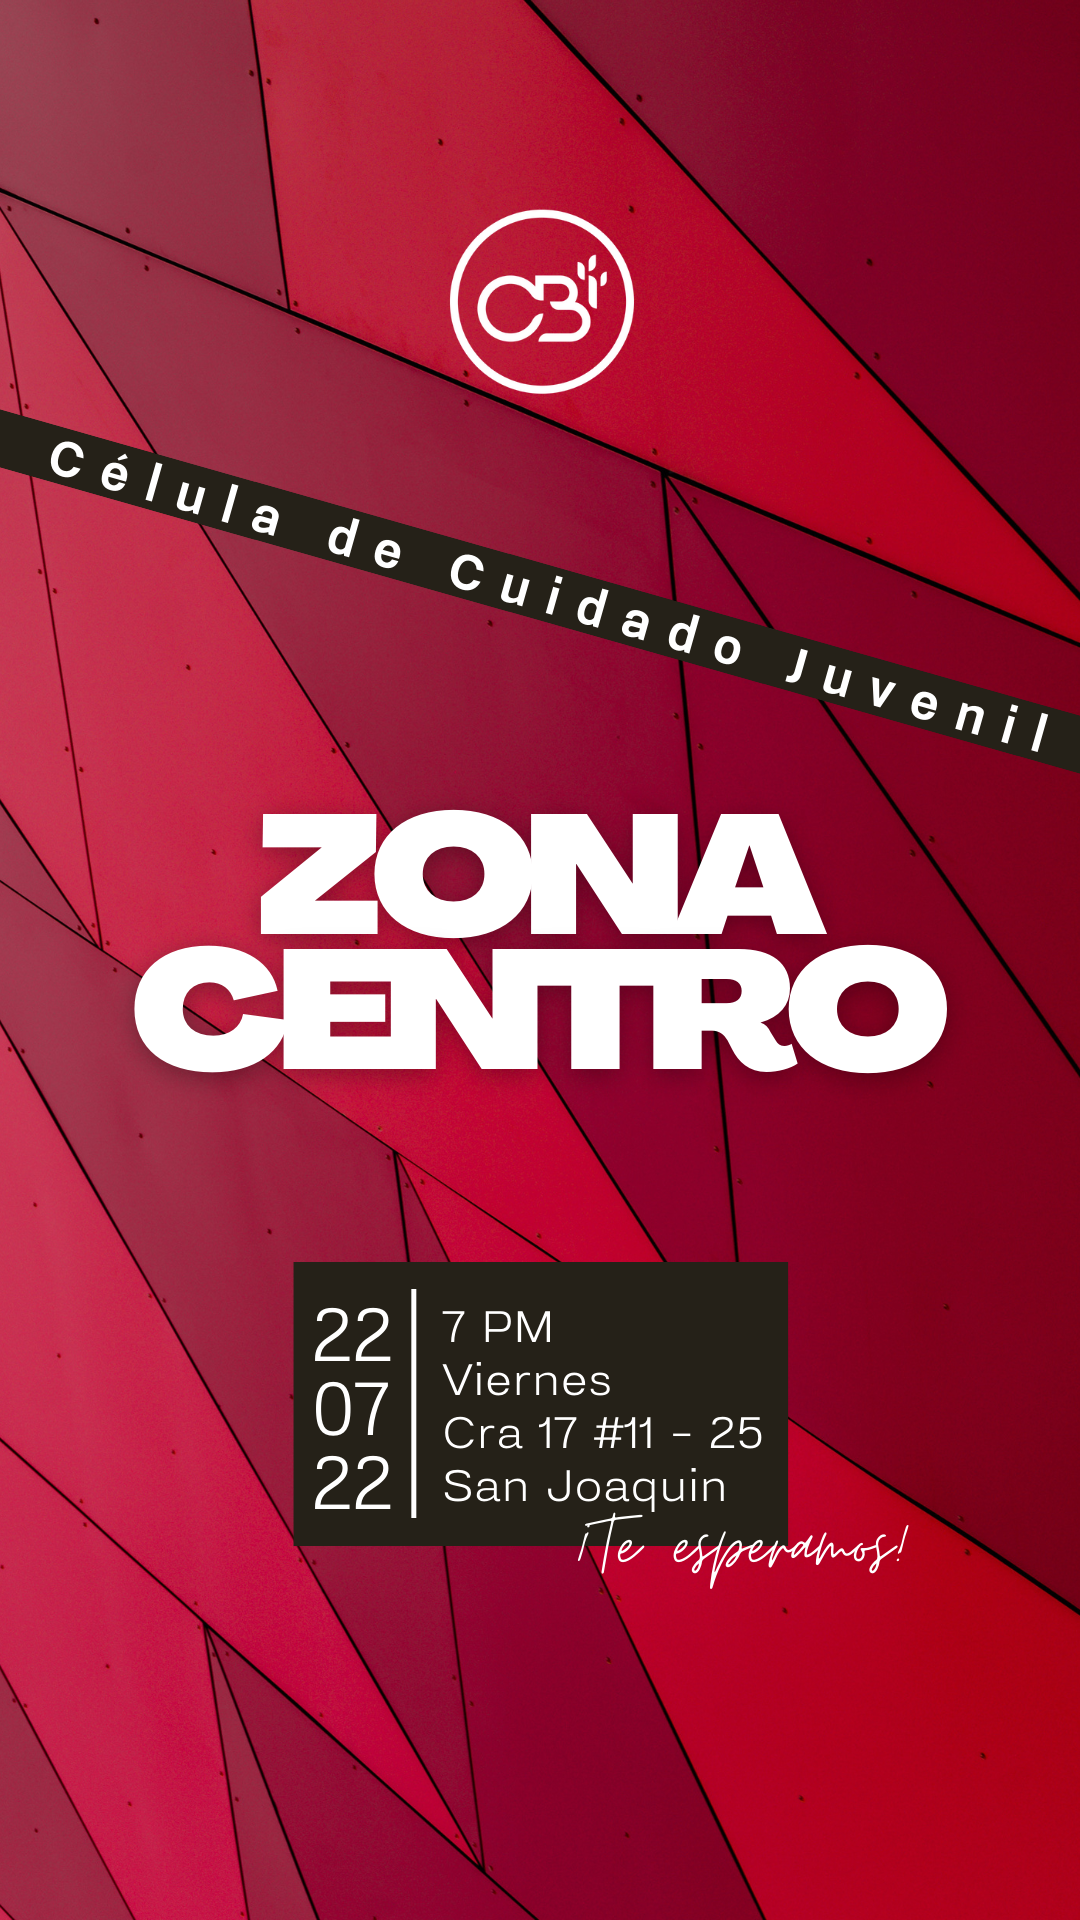 CBi
Célula de Cuidado Juvenil
ZONA
CENTRO
22
07
22
7 PM
Viernes
Cra 17 #11 - 25
San Joaquin
¡Te esperamos!